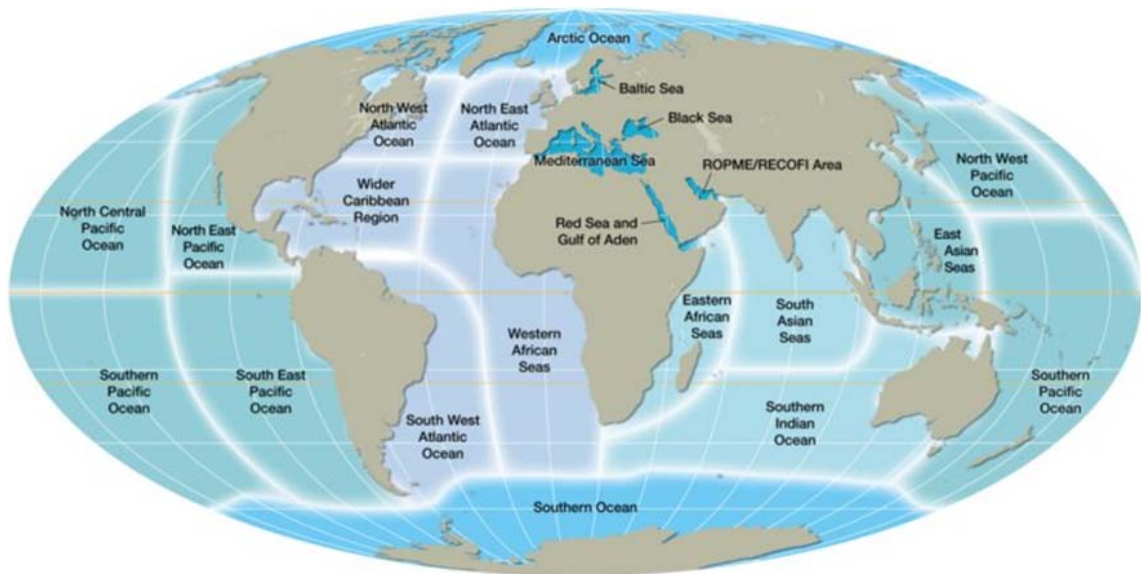 Arctic Ocean
Baltic Sea
North West
Atlantic
Ocean
North East
Atlantic
Ocean
Black Sea
Mediterranean Sea
ROPME/RECOFI Area
North West
Pacific
Ocean
Wider
Caribbean
Region
North Central
Pacific
Ocean
North East
Pacific
Ocean
Red Sea and
Gulf of Aden
East
Asian
Seas
Eastern
African
Seas
South
Asian
Seas
Western
African
Seas
Southern
Pacific
Ocean
South East
Pacific
Ocean
South West
Atlantic
Ocean
Southern
Indian
Ocean
Southern
Pacific
Ocean
Southern Ocean